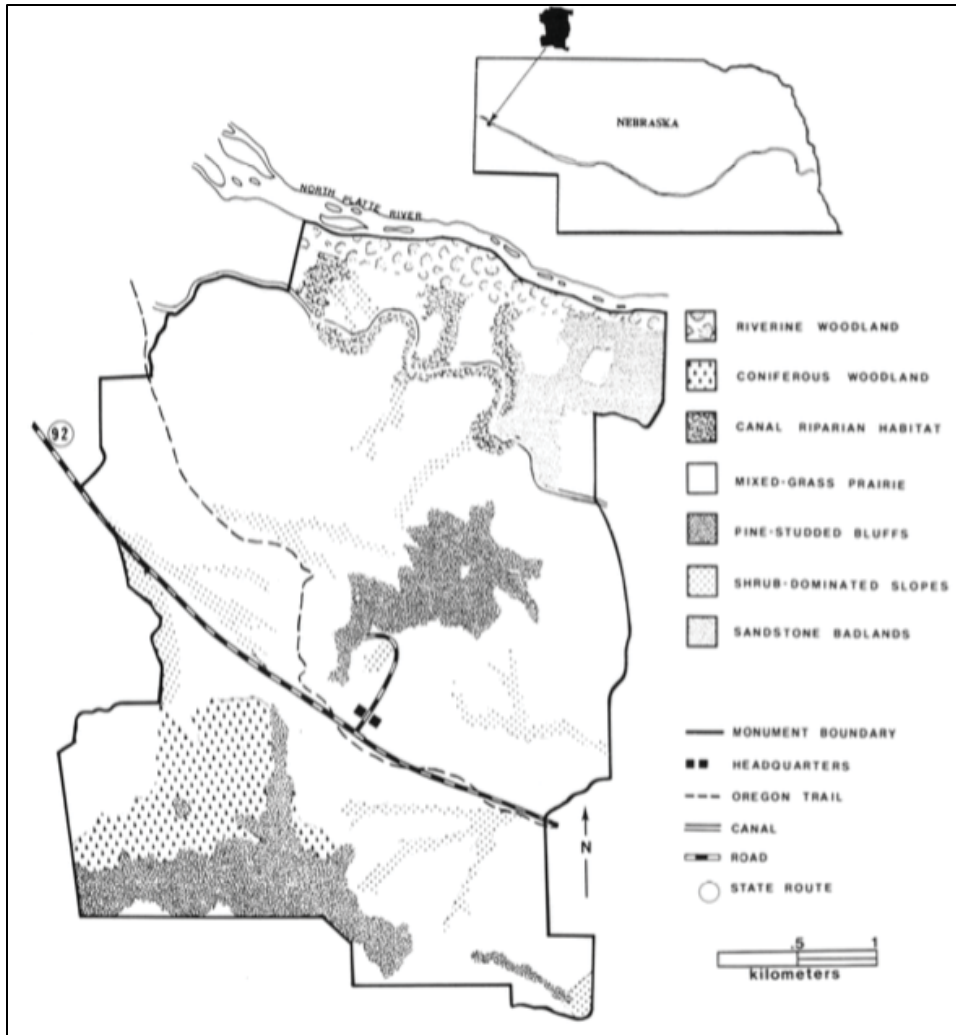 NEBRASKA
NORTH PLATTE RIVER
92
RIVERINE WOODLAND
CONIFEROUS WOODLAND
CANAL RIPARIAN HABITAT
MIXED-GRASS PRAIRIE
PINE-STUDDED BLUFFS
SHRUB-DOMINATED SLOPES
SANDSTONE BADLANDS
MONUMENT BOUNDARY
HEADQUARTERS
OREGON TRAIL
CANAL
ROAD
STATE ROUTE
N
.5 1
kilometers